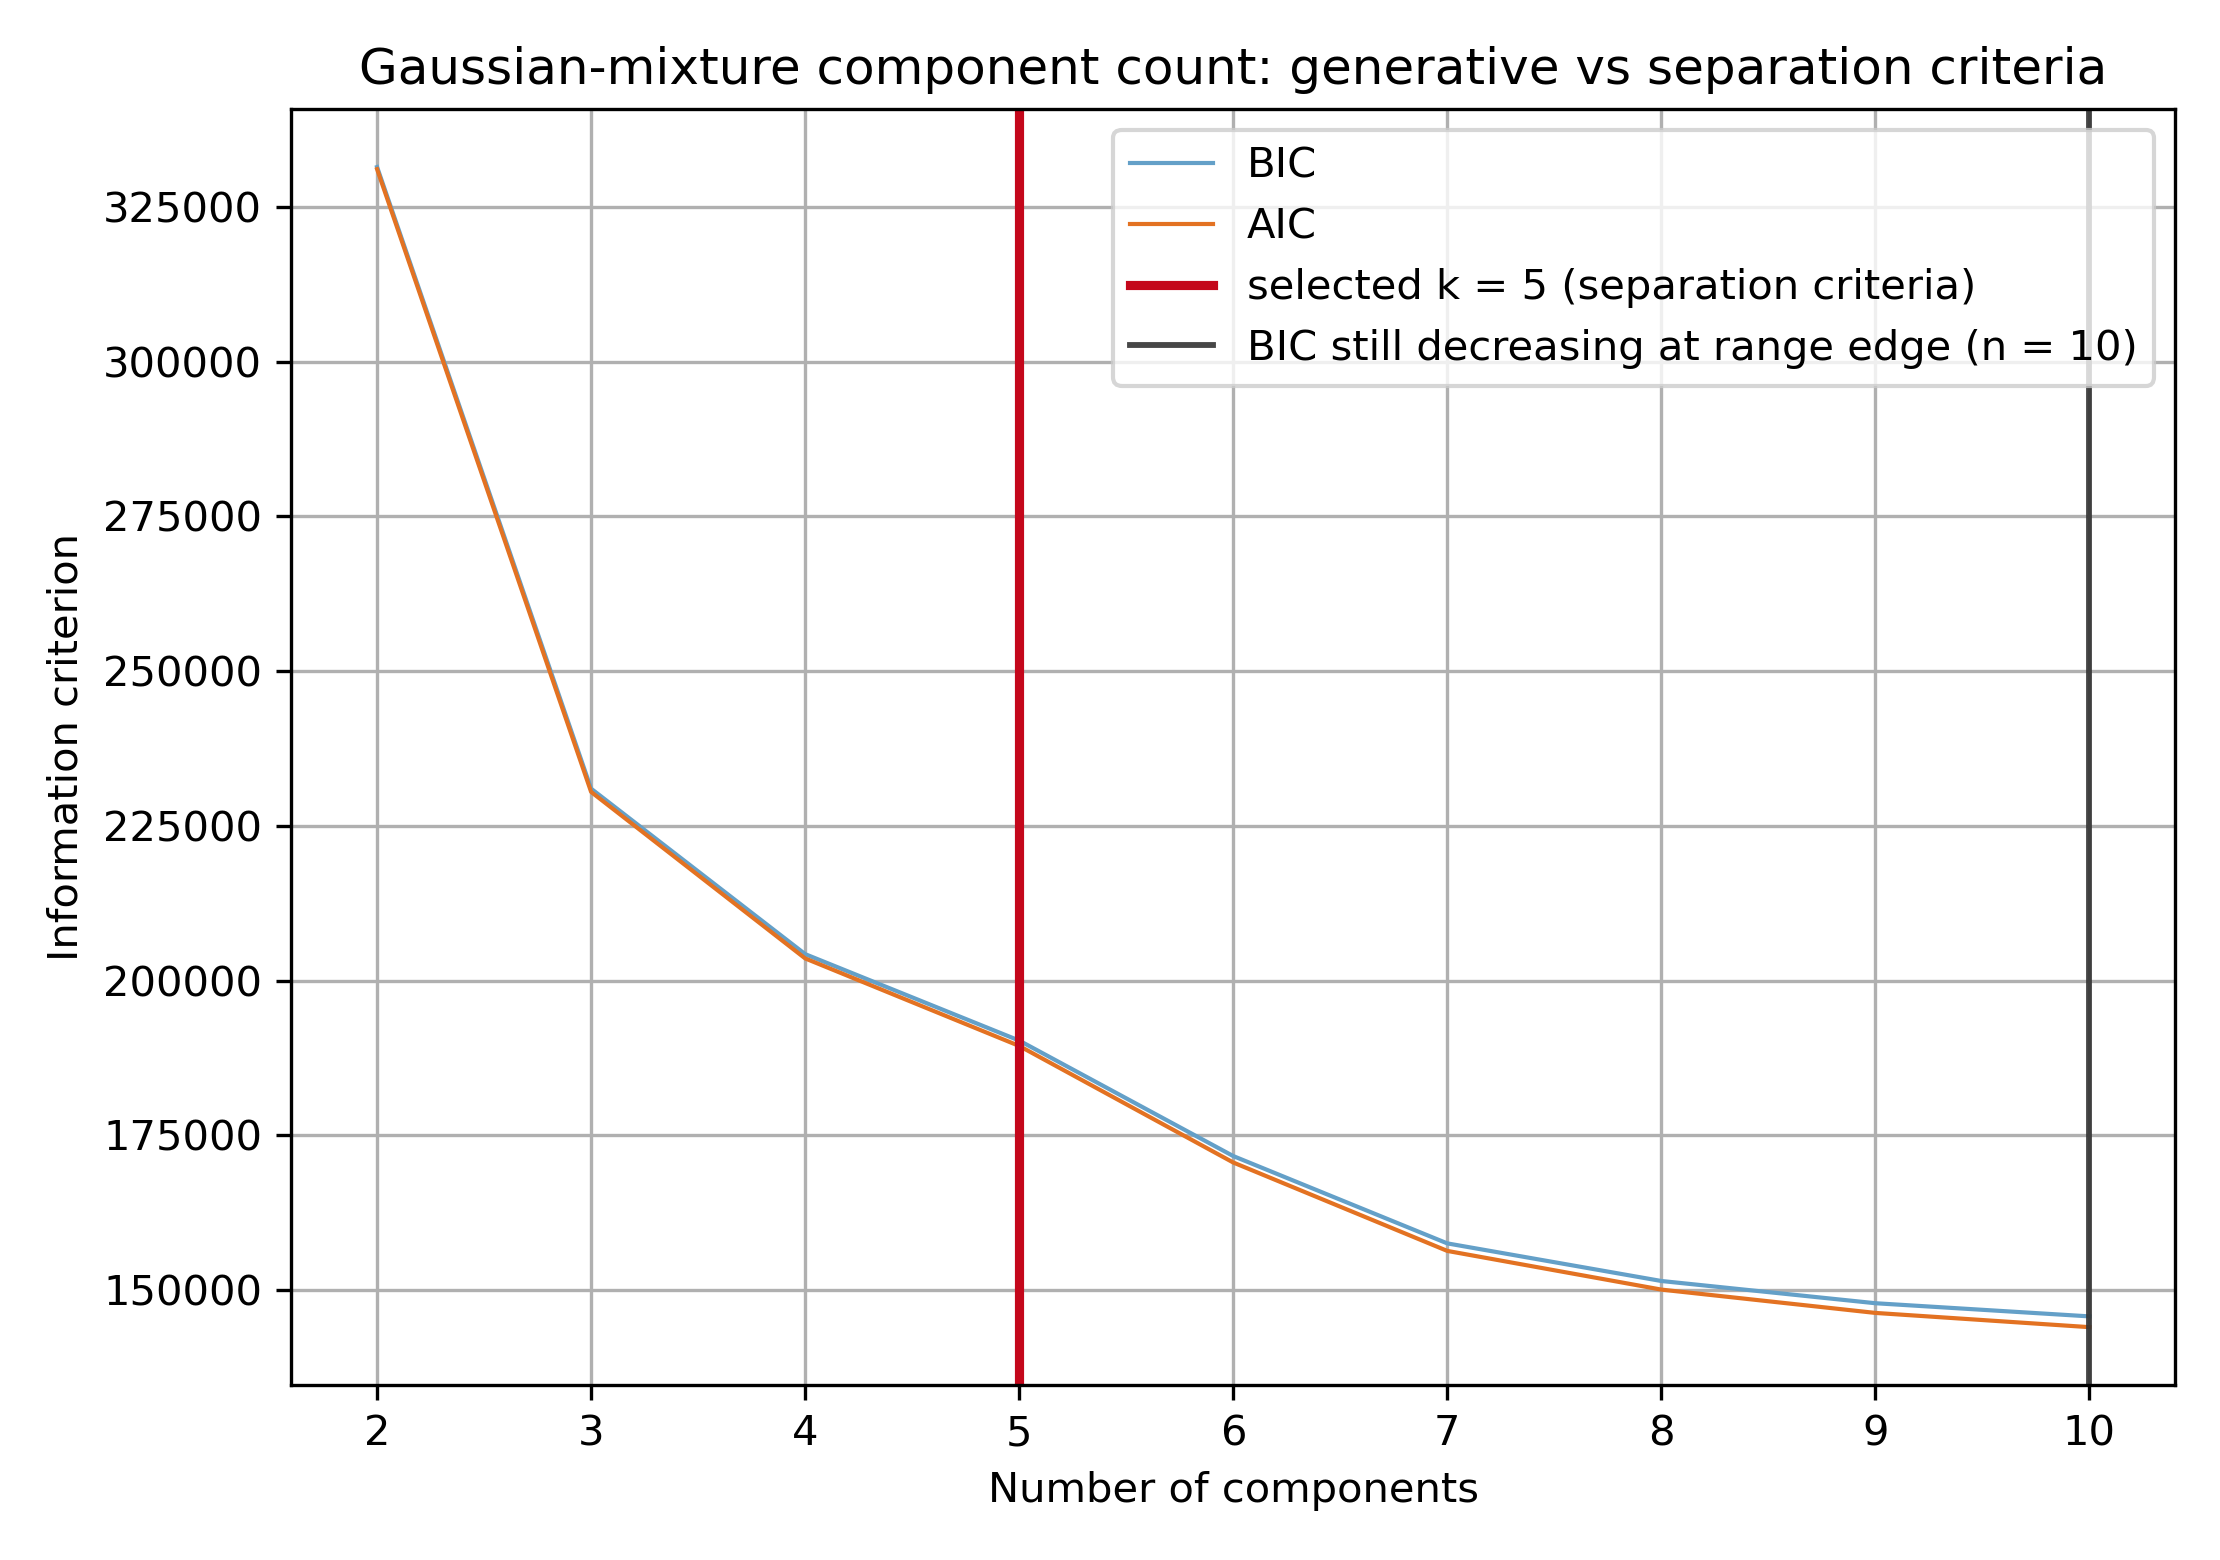 Gaussian-mixture component count: generative vs separation criteria
BIC
AIC
selected k = 5 (separation criteria)
BIC still decreasing at range edge (n = 10)
Information criterion
325000
300000
275000
250000
225000
200000
175000
150000
2 3 4 5 6 7 8 9 10
Number of components